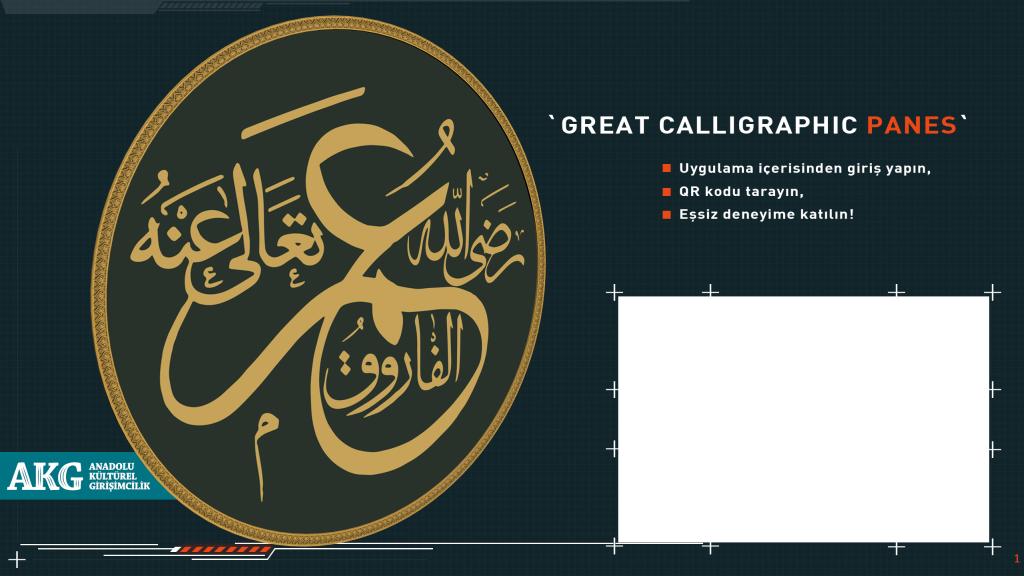 عمر
الفاروق
رضي الله
تعالى عنه
`GREAT CALLIGRAPHIC PANES`
Uygulama içerisinden giriş yapın,
QR kodu tarayın,
Eşsiz deneyime katılın!
AKG
ANADOLU
KÜLTÜREL
GİRİŞİMCİLİK
1